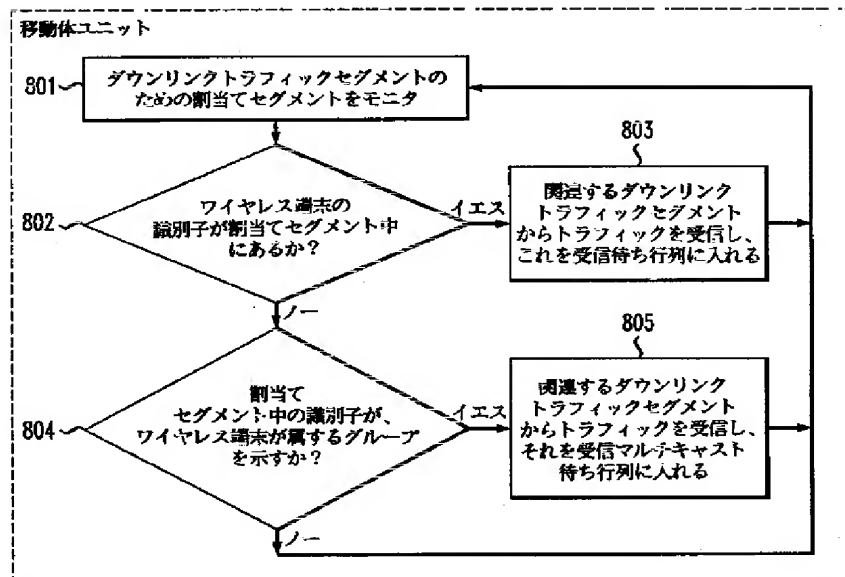 移動体ユニット
801
ダウンリンクトラフィックセグメントの
ための割当てセグメントをモニタ
802
ワイヤレス端末の
識別子が割当てセグメント中
にあるか?
イエス
803
関連するダウンリンク
トラフィックセグメント
からトラフィックを受信し、
これを受信待ち行列に入れる
ノー
804
割当て
セグメント中の識別子が、
ワイヤレス端末が属するグループ
を示すか?
イエス
805
関連するダウンリンク
トラフィックセグメント
からトラフィックを受信し、
それを受信マルチキャスト
待ち行列に入れる
ノー